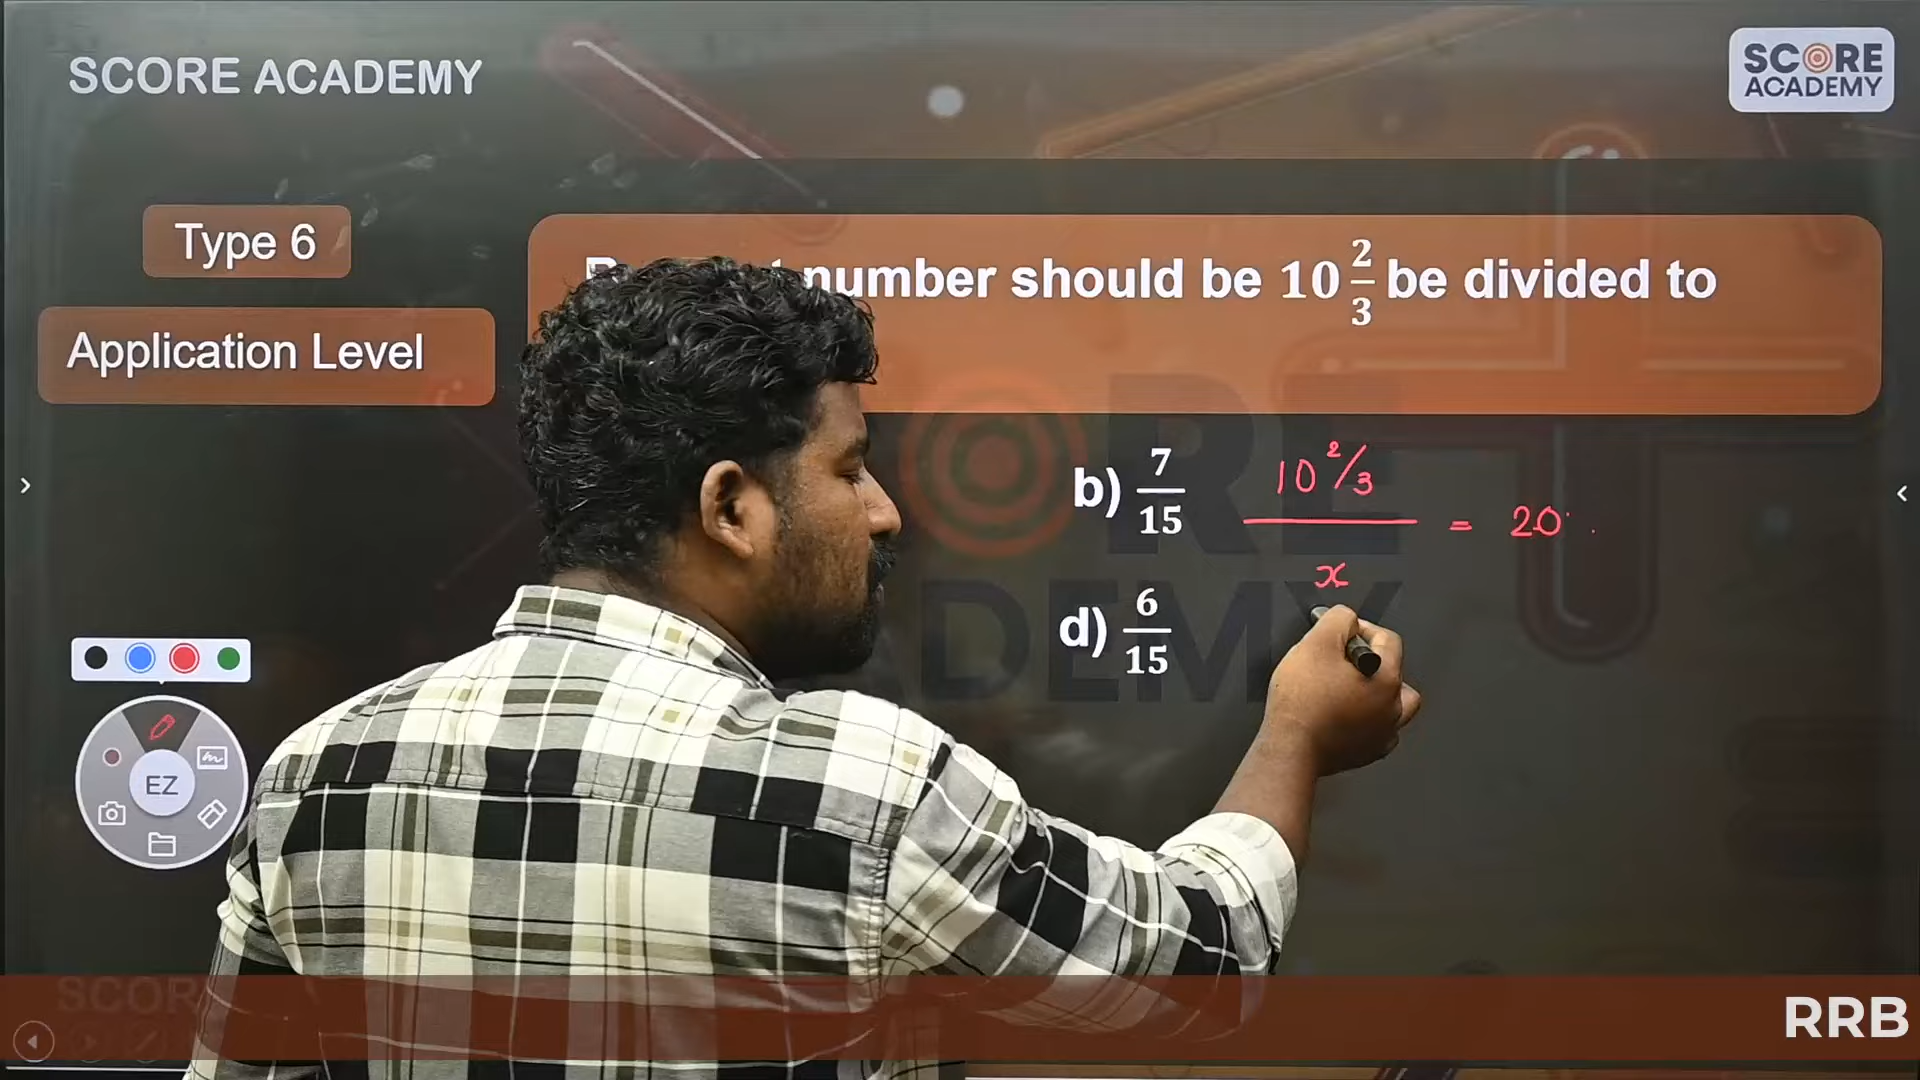 SCORE ACADEMY
SCORE
ACADEMY
Type 6
number should be 10 2/3 be divided to
Application Level
b) 7/15
10 2/3 / x = 20
d) 6/15
EZ
RRB